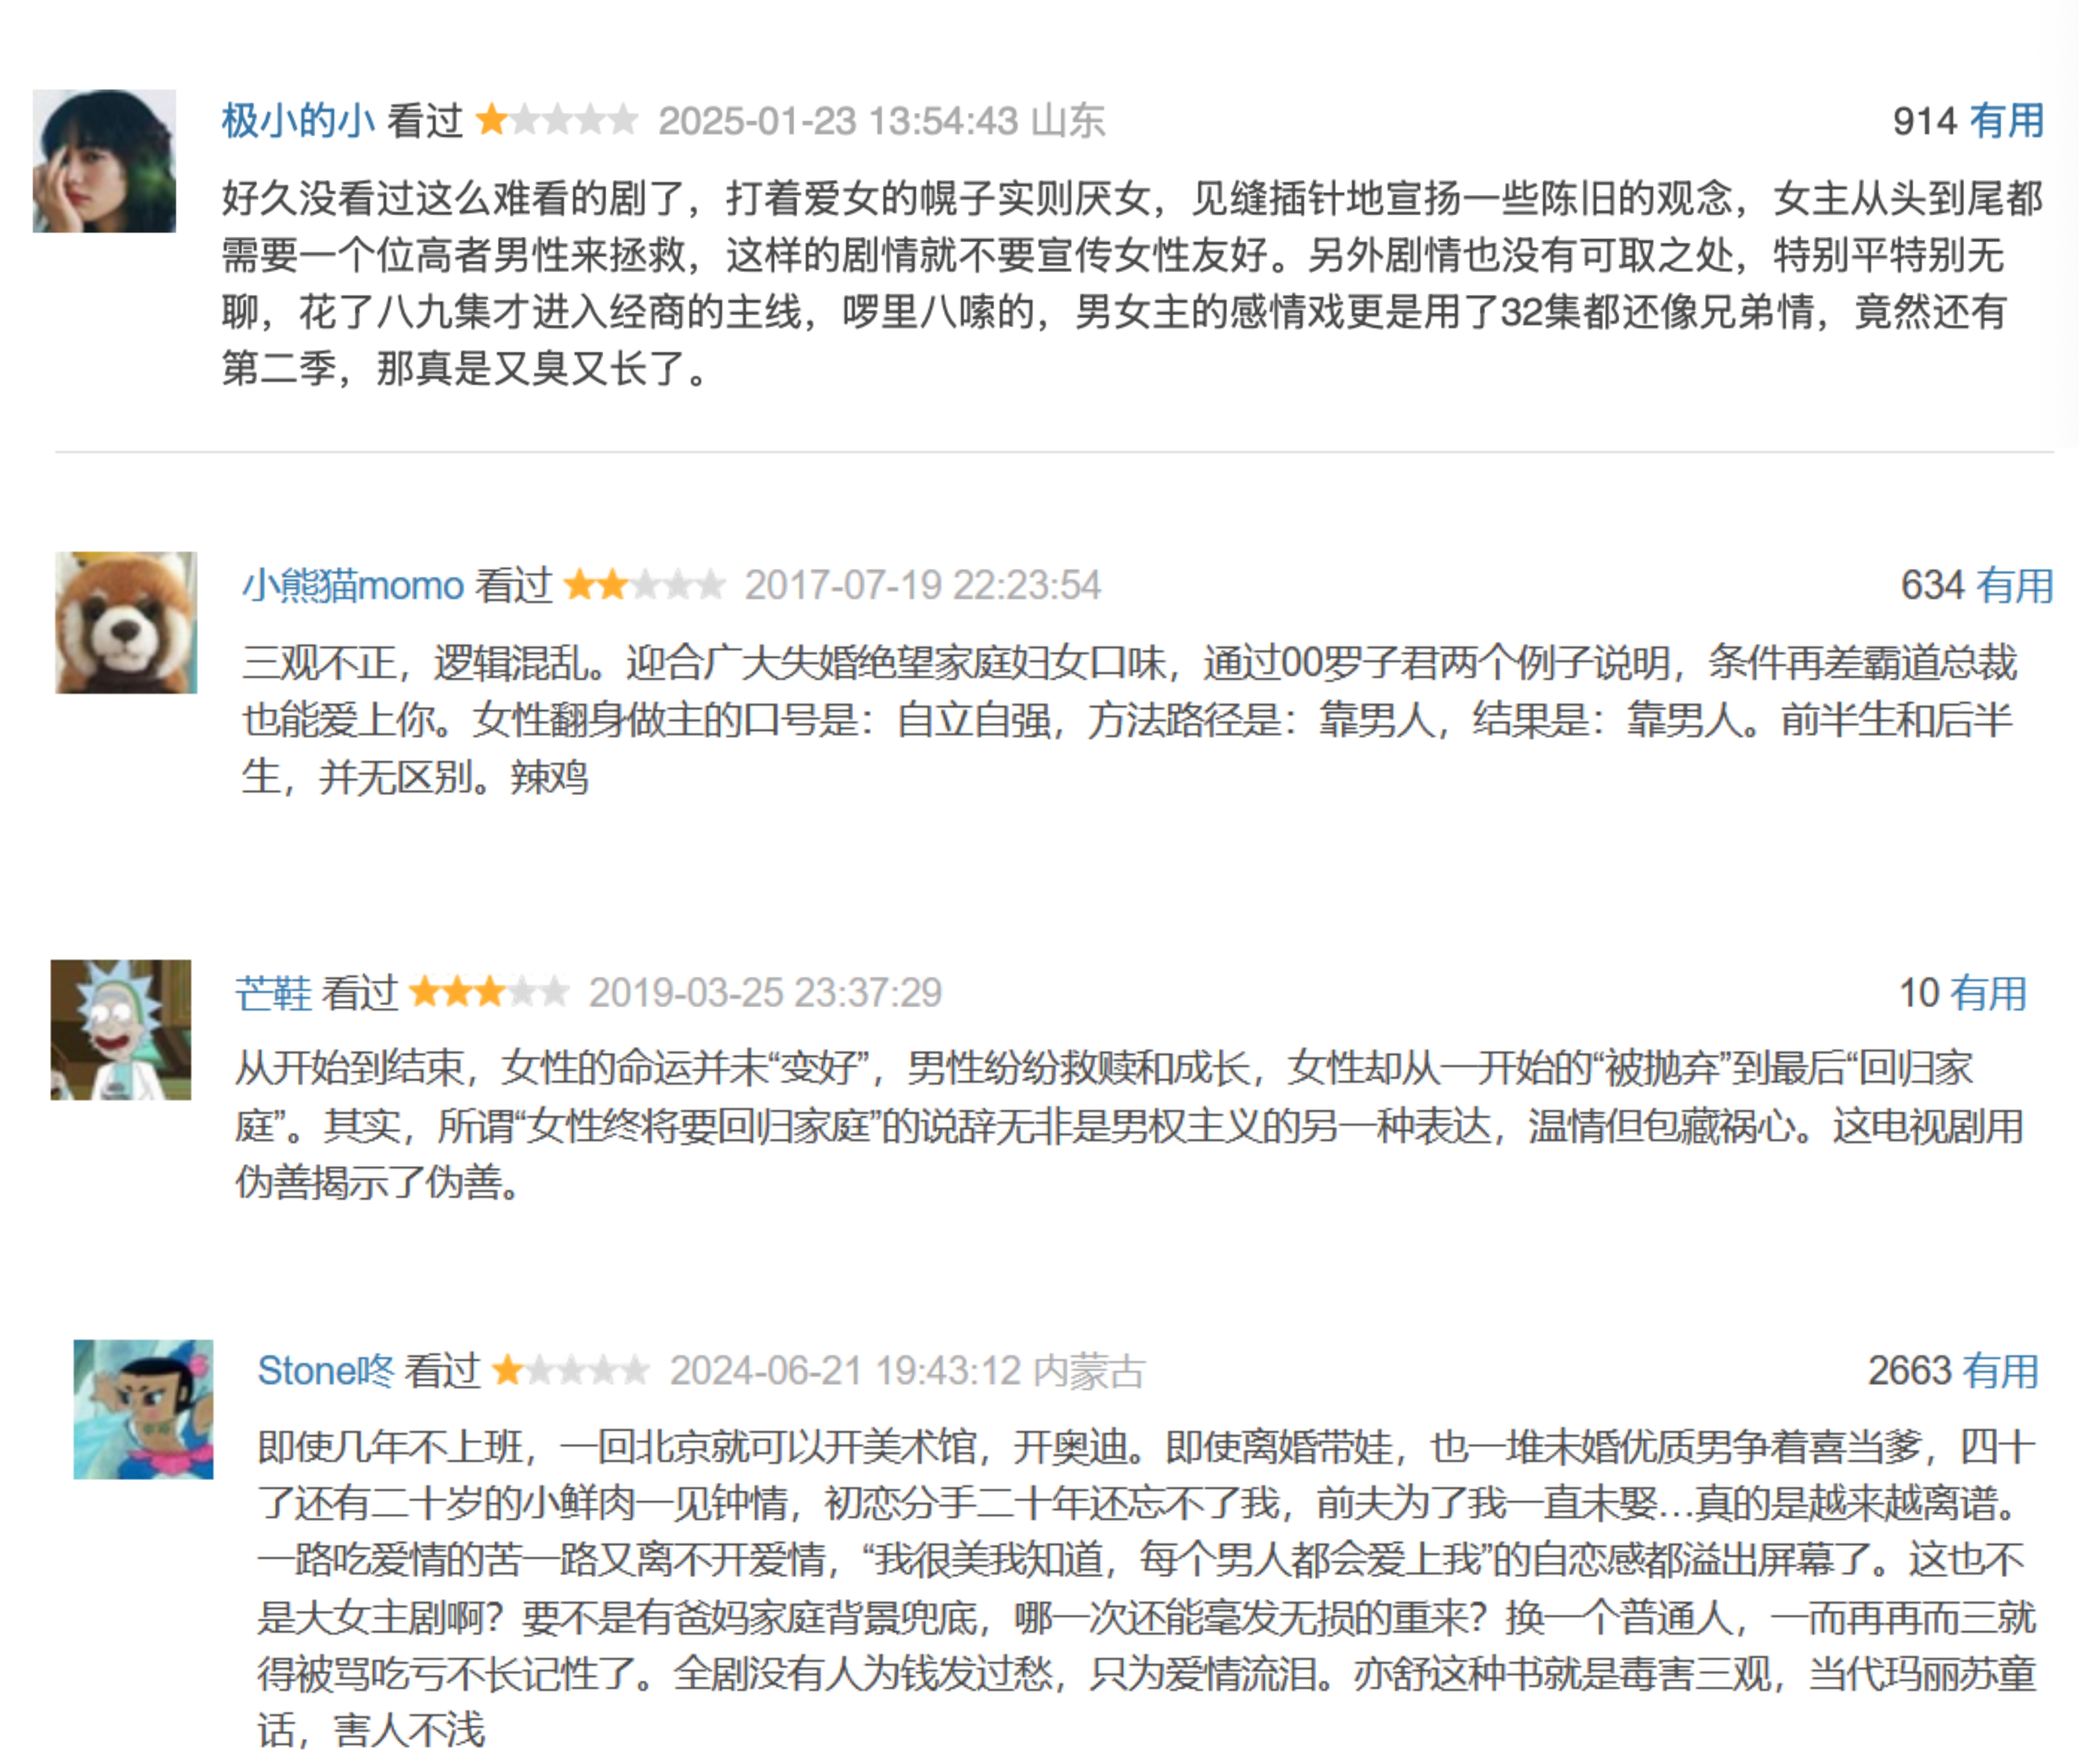 极小的小 看过 2025-01-23 13:54:43 山东 914 有用
好久没看过这么难看的剧了，打着爱女的幌子实则厌女，见缝插针地宣扬一些陈旧的观念，女主从头到尾都
需要一个位高者男性来拯救，这样的剧情就不要宣传女性友好。另外剧情也没有可取之处，特别平特别无
聊，花了八九集才进入经商的主线，啰里八嗦的，男女主的感情戏更是用了32集都还像兄弟情，竟然还有
第二季，那真是又臭又长了。
小熊猫momo 看过 2017-07-19 22:23:54 634 有用
三观不正，逻辑混乱。迎合广大失婚绝望家庭妇女口味，通过00罗子君两个例子说明，条件再差霸道总裁
也能爱上你。女性翻身做主的口号是：自立自强，方法路径是：靠男人，结果是：靠男人。前半生和后半
生，并无区别。辣鸡
芒鞋 看过 2019-03-25 23:37:29 10 有用
从开始到结束，女性的命运并未“变好”，男性纷纷救赎和成长，女性却从一开始的“被抛弃”到最后“回归家
庭”。其实，所谓“女性终将要回归家庭”的说辞无非是男权主义的另一种表达，温情但包藏祸心。这电视剧用
伪善揭示了伪善。
Stone咚 看过 2024-06-21 19:43:12 内蒙古 2663 有用
即使几年不上班，一回北京就可以开美术馆，开奥迪。即使离婚带娃，也一堆未婚优质男争着喜当爹，四十
了还有二十岁的小鲜肉一见钟情，初恋分手二十年还忘不了我，前夫为了我一直未娶…真的是越来越离谱。
一路吃爱情的苦一路又离不开爱情，“我很美我知道，每个男人都会爱上我”的自恋感都溢出屏幕了。这也不
是大女主剧啊？要不是有爸妈家庭背景兜底，哪一次还能毫发无损的重来？换一个普通人，一而再再而三就
得被骂吃亏不长记性了。全剧没有人为钱发过愁，只为爱情流泪。亦舒这种书就是毒害三观，当代玛丽苏童
话，害人不浅